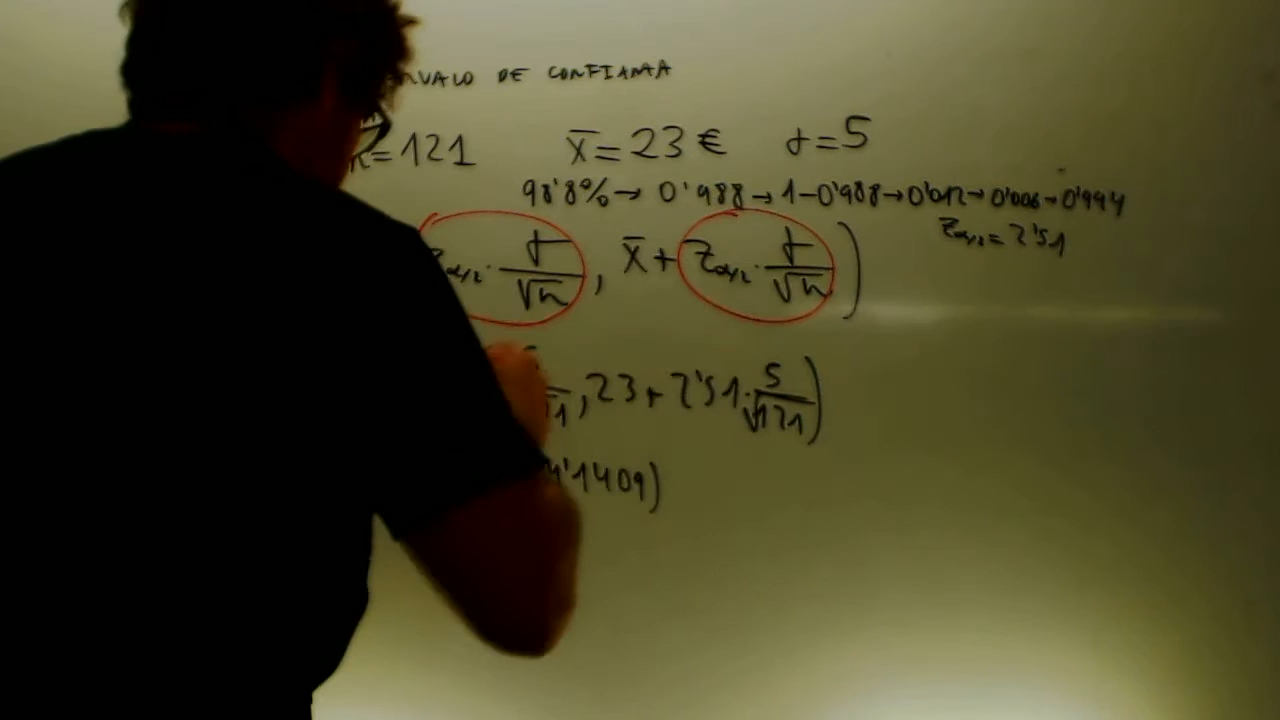 RVALO DE CONFIANZA
n=121 x̄=23 € σ=5
98'8%→ 0'988→1-0'988→0'012→0'006→0'994
Zα/2=2'51
Zα/2· σ/√n, x̄+Zα/2· σ/√n)
,23+2'51·5/√121)
4'1409)